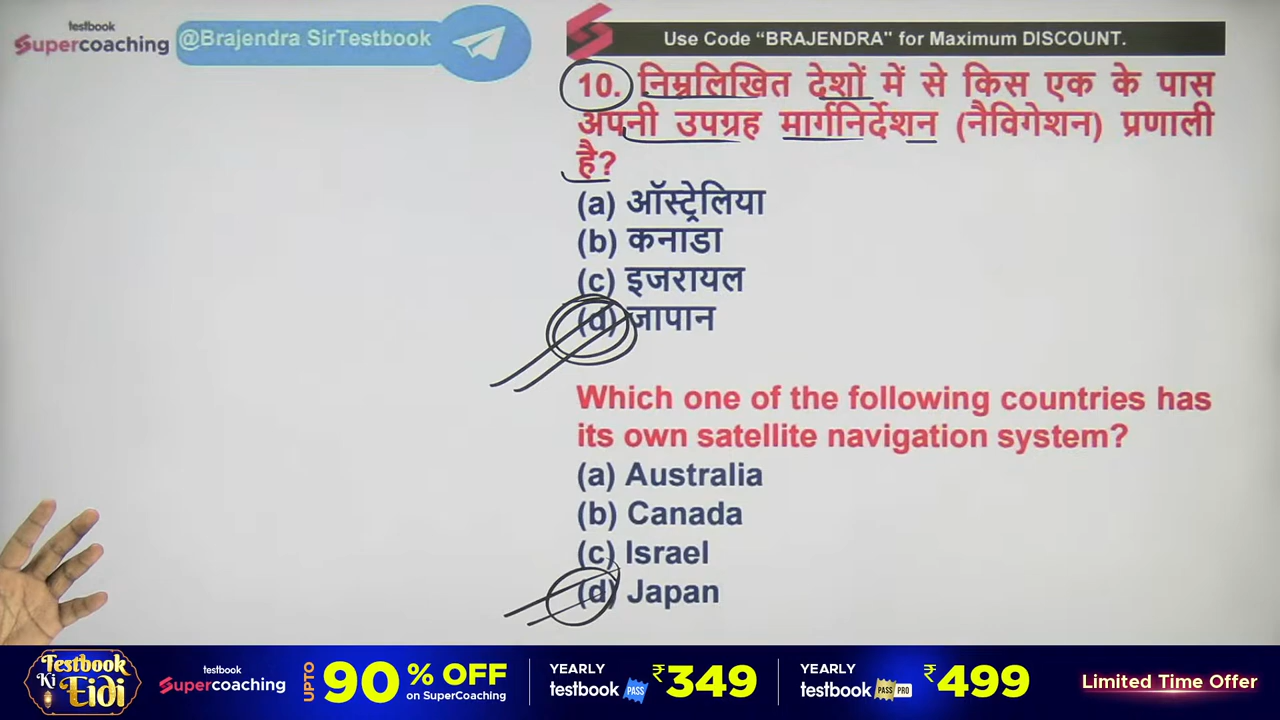 testbook
Supercoaching
@Brajendra SirTestbook
Use Code “BRAJENDRA" for Maximum DISCOUNT.
10. निम्नलिखित देशों में से किस एक के पास
अपनी उपग्रह मार्गनिर्देशन (नैविगेशन) प्रणाली
है?
(a) ऑस्ट्रेलिया
(b) कनाडा
(c) इजरायल
(d) जापान
Which one of the following countries has
its own satellite navigation system?
(a) Australia
(b) Canada
(c) Israel
(d) Japan
Testbook Ki Eidi
testbook
Supercoaching
UPTO 90% OFF
on SuperCoaching
YEARLY
testbook PASS
₹349
YEARLY
testbook PASS PRO
₹499
Limited Time Offer